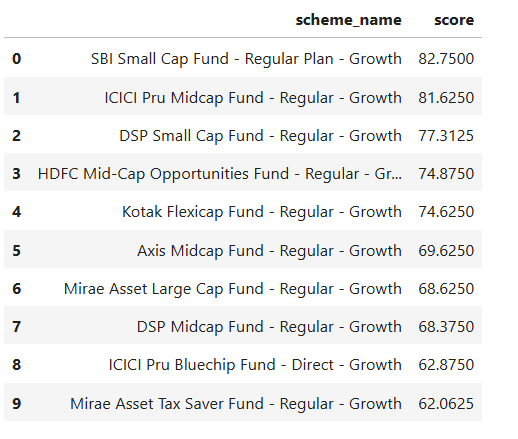 scheme_name score
0 SBI Small Cap Fund - Regular Plan - Growth 82.7500
1 ICICI Pru Midcap Fund - Regular - Growth 81.6250
2 DSP Small Cap Fund - Regular - Growth 77.3125
3 HDFC Mid-Cap Opportunities Fund - Regular - Gr... 74.8750
4 Kotak Flexicap Fund - Regular - Growth 74.6250
5 Axis Midcap Fund - Regular - Growth 69.6250
6 Mirae Asset Large Cap Fund - Regular - Growth 68.6250
7 DSP Midcap Fund - Regular - Growth 68.3750
8 ICICI Pru Bluechip Fund - Direct - Growth 62.8750
9 Mirae Asset Tax Saver Fund - Regular - Growth 62.0625